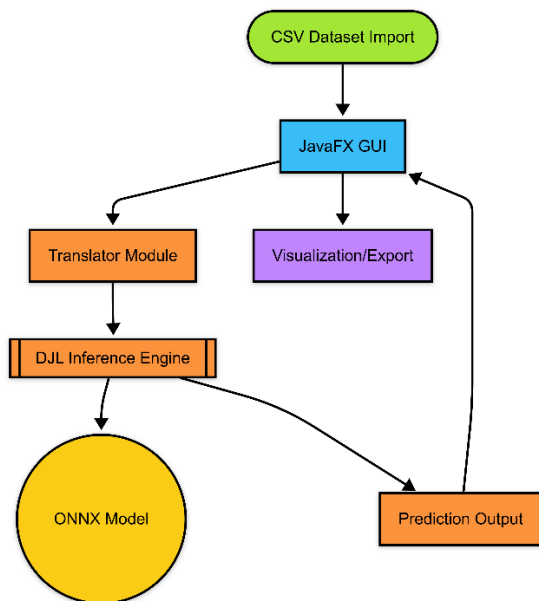 CSV Dataset Import
JavaFX GUI
Translator Module
Visualization/Export
DJL Inference Engine
ONNX Model
Prediction Output